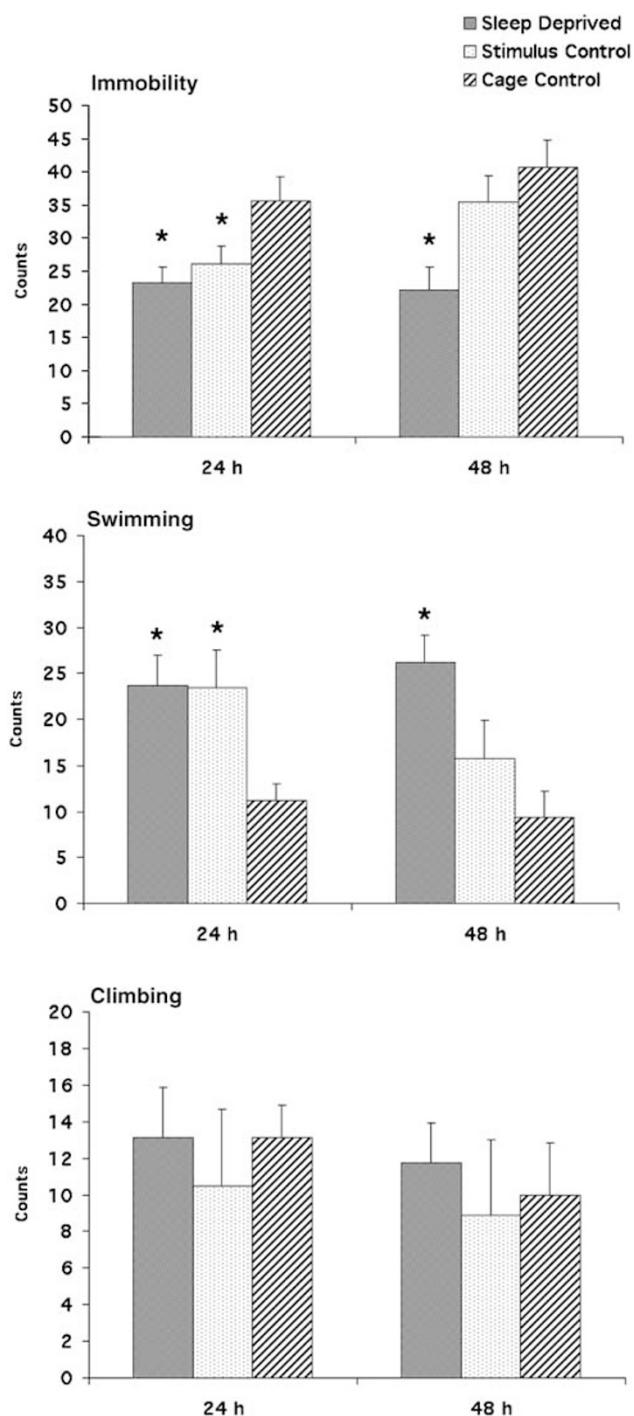 Sleep Deprived
Stimulus Control
Cage Control
Immobility
50
45
40
35
30
25
20
15
10
5
0
Counts
* * *
24 h 48 h
Swimming
40
35
30
25
20
15
10
5
0
Counts
* * *
24 h 48 h
Climbing
20
18
16
14
12
10
8
6
4
2
0
Counts
24 h 48 h